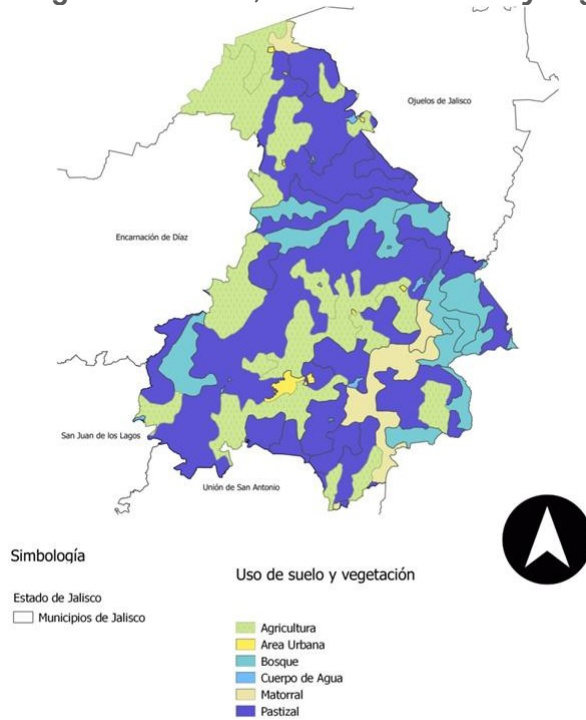 Ojuelos de Jalisco
Encarnación de Díaz
San Juan de los Lagos
Unión de San Antonio
Simbología
Uso de suelo y vegetación
Estado de Jalisco
Municipios de Jalisco
Agricultura
Area Urbana
Bosque
Cuerpo de Agua
Matorral
Pastizal